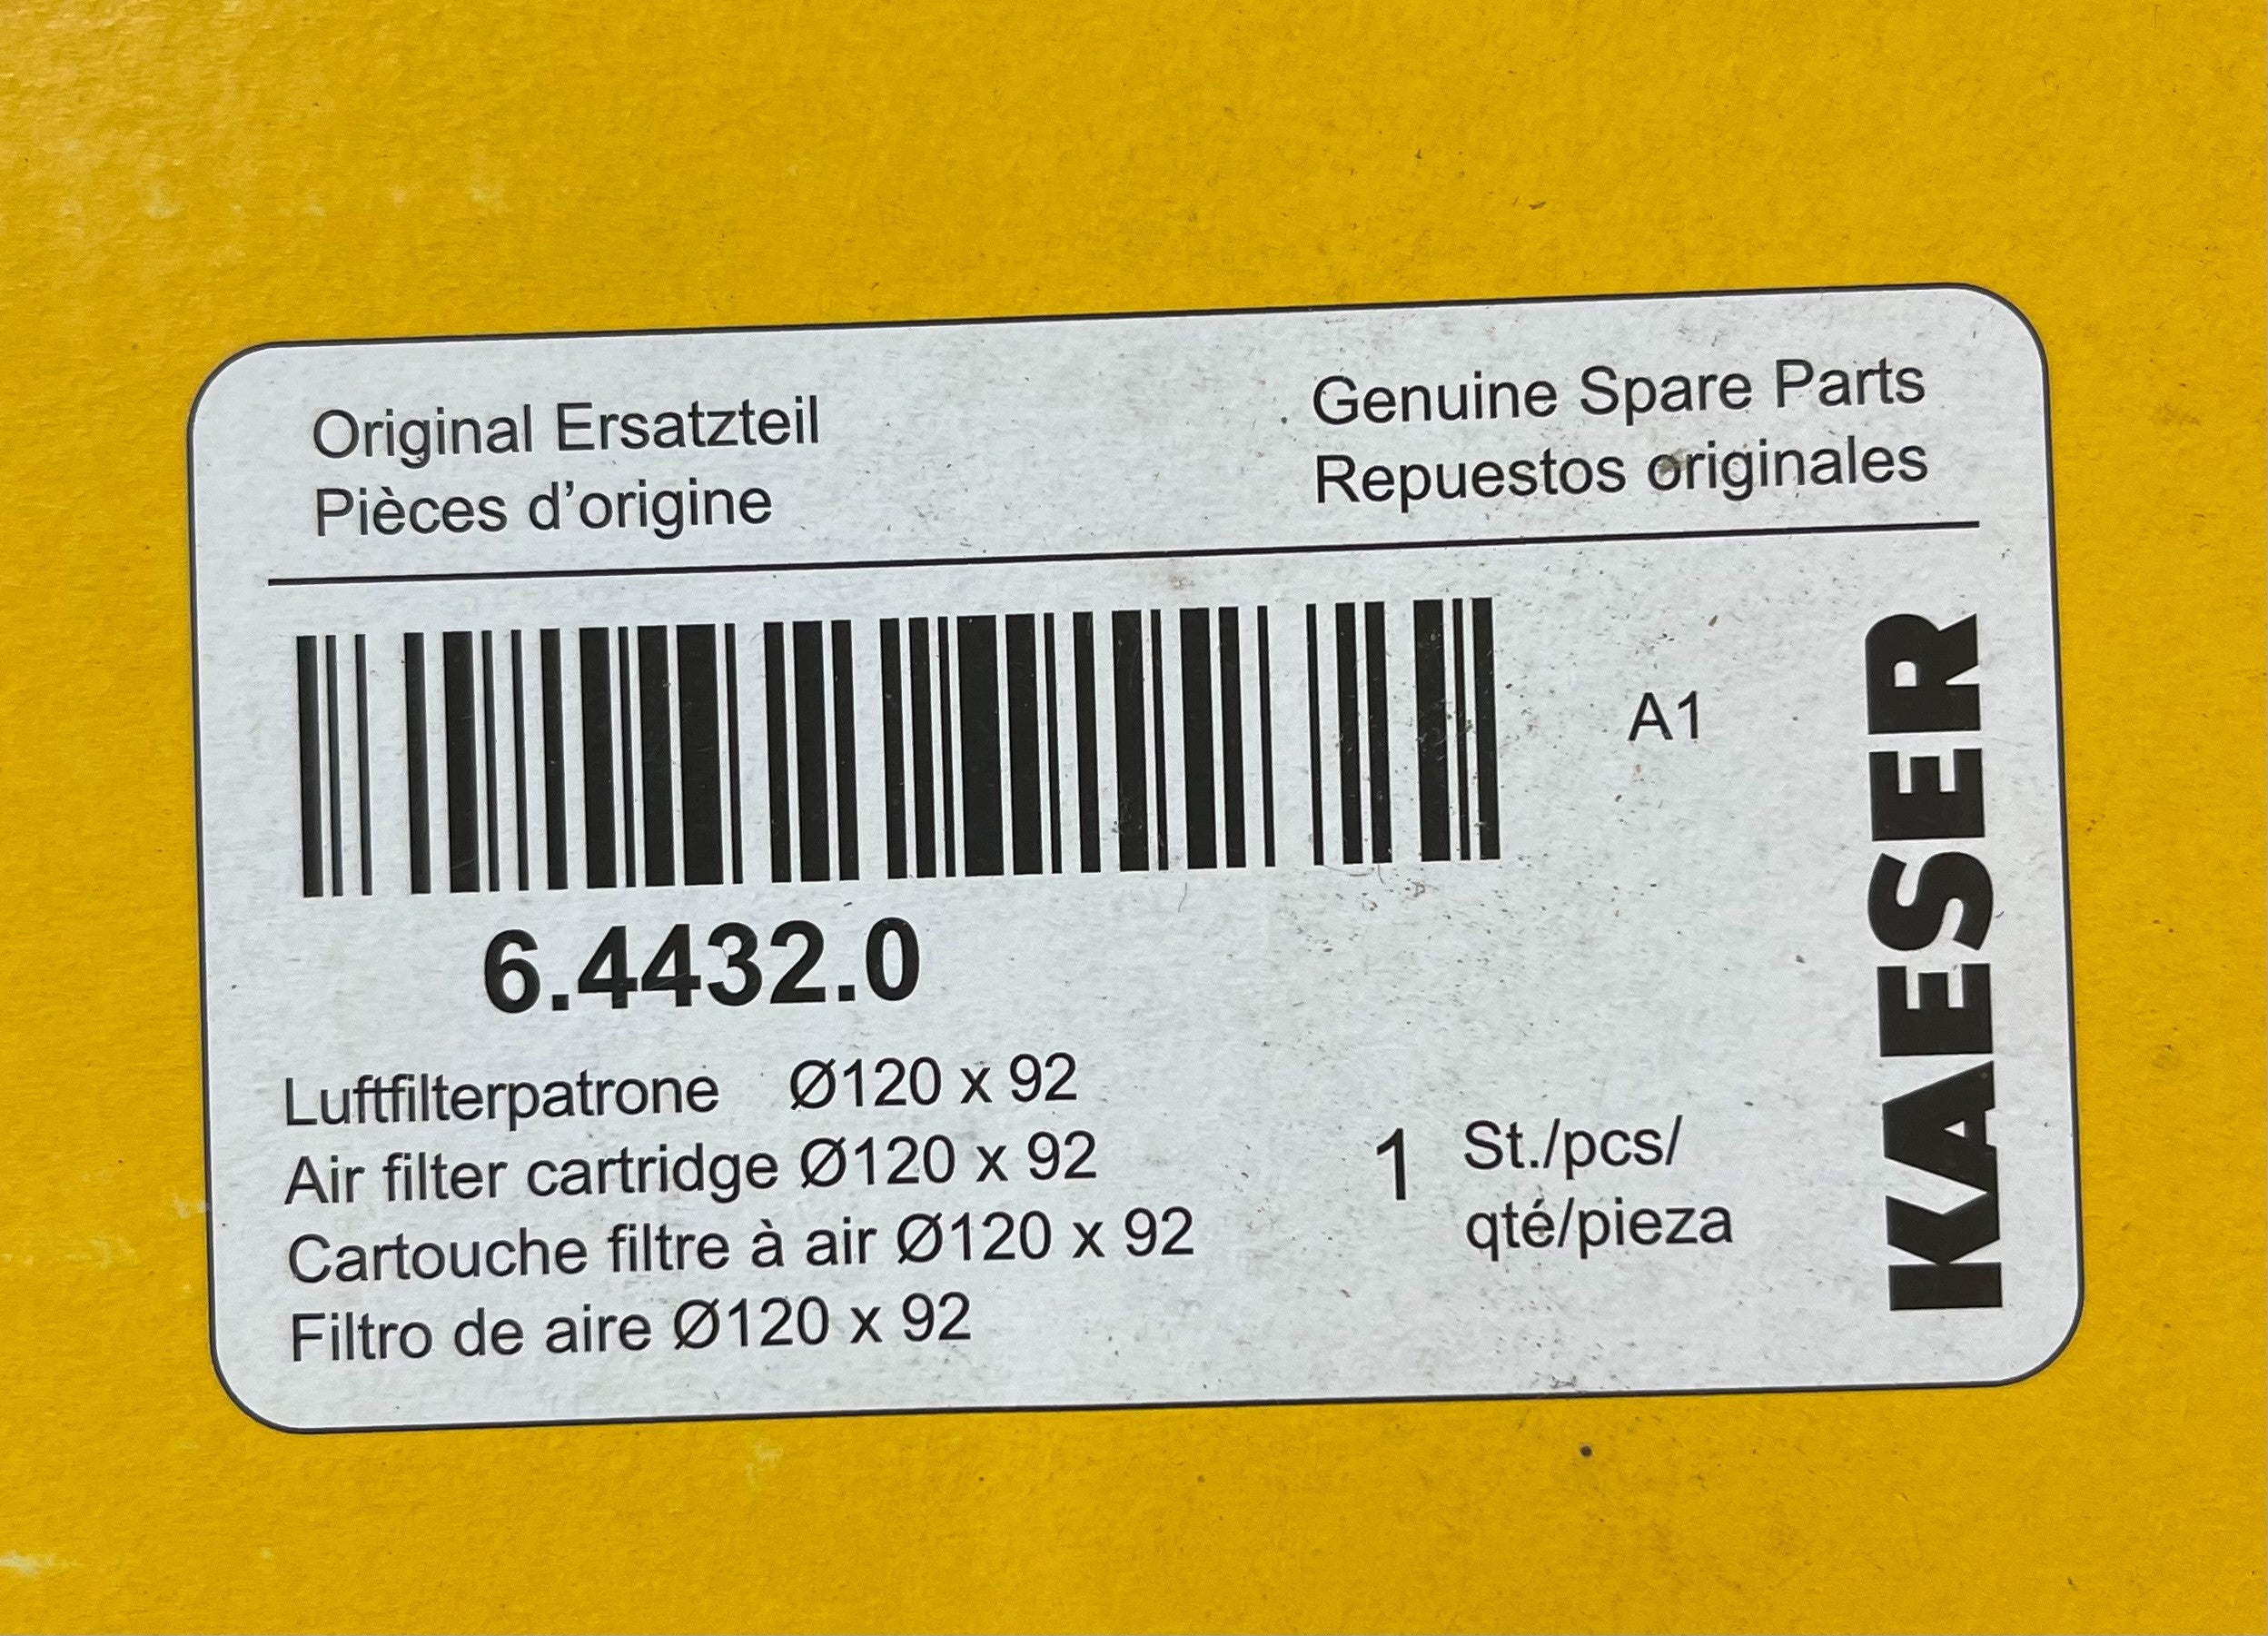 Original Ersatzteil
Pièces d'origine
Genuine Spare Parts
Repuestos originales
A1
6.4432.0
Luftfilterpatrone Ø120 x 92
Air filter cartridge Ø120 x 92
Cartouche filtre à air Ø120 x 92
Filtro de aire Ø120 x 92
1 St./pcs/
qté/pieza
KAESER